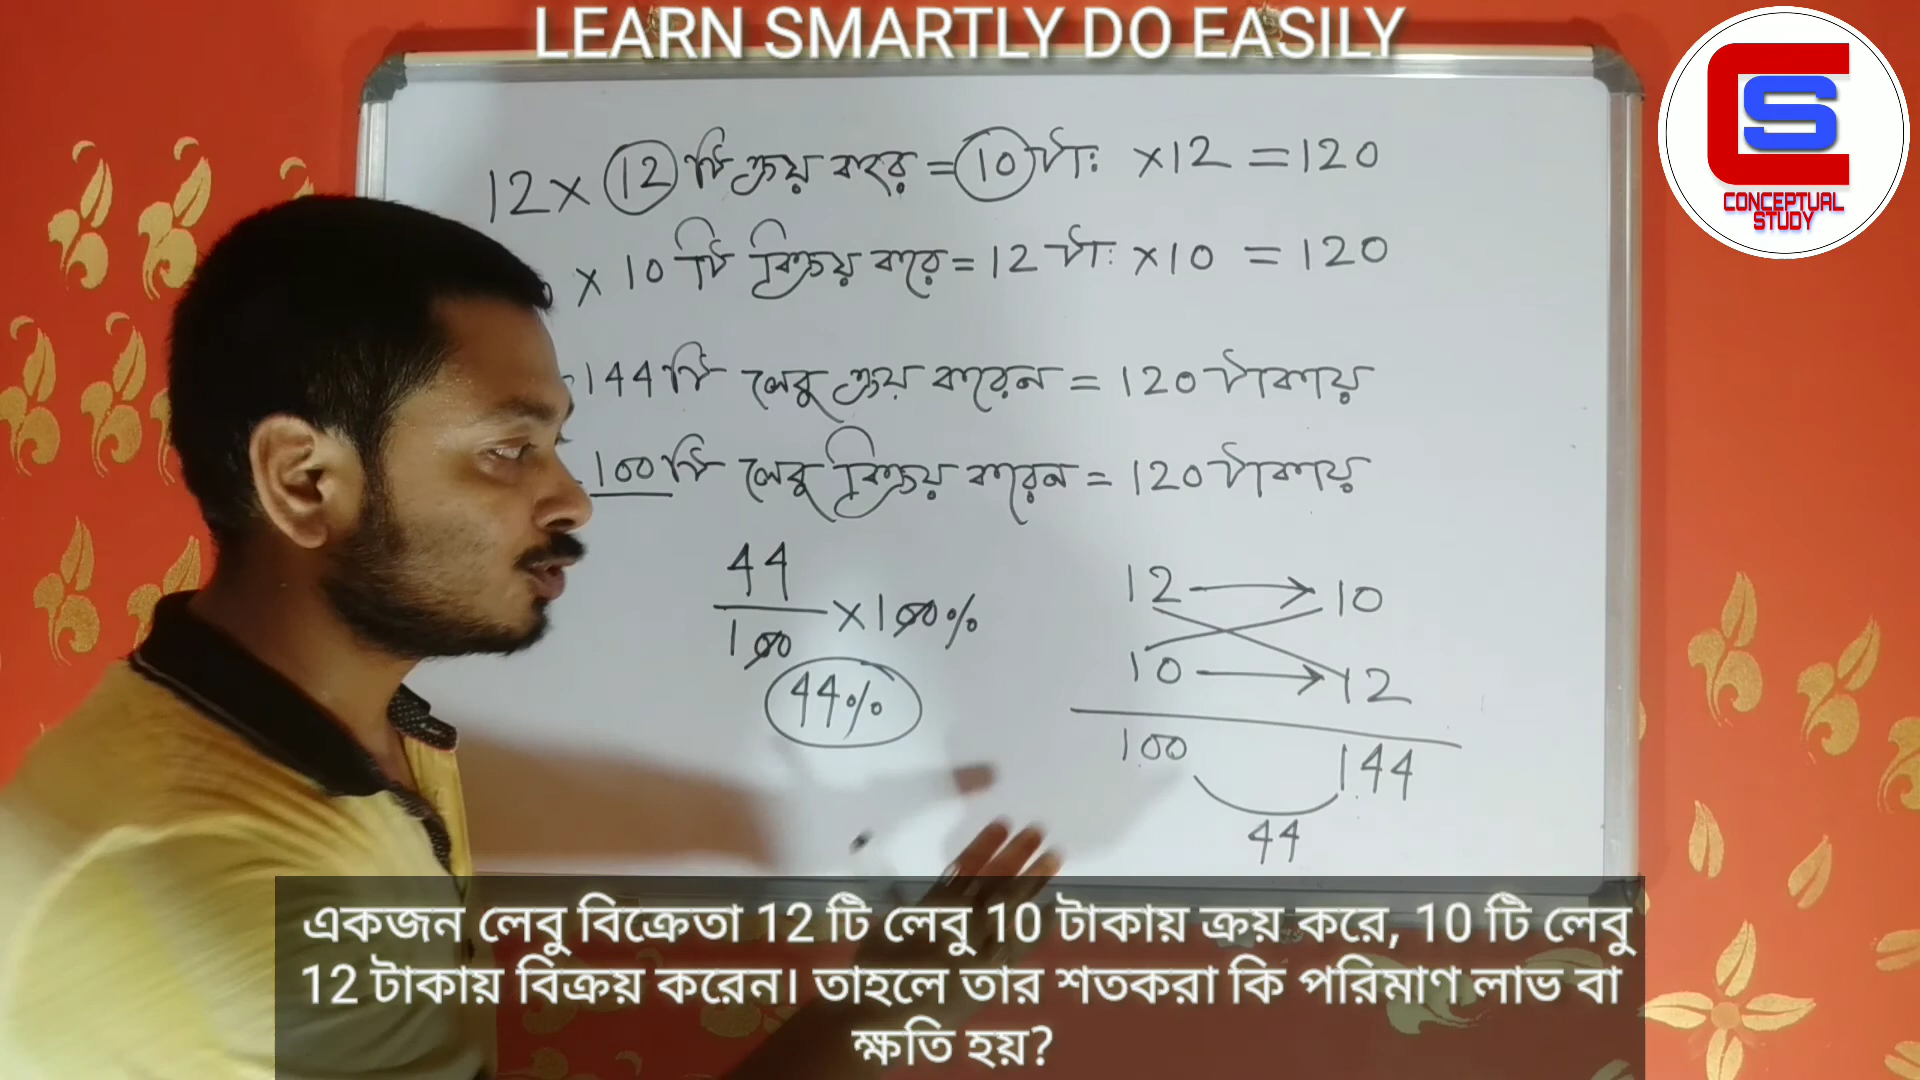 LEARN SMARTLY DO EASILY
CONCEPTUAL
STUDY
12 × 12 টি ক্রয় করে = 10 টাঃ ×12 = 120
× 10 টি বিক্রয় করে = 12 টাঃ ×10 = 120
144 টি লেবু ক্রয় করেন = 120 টাকায়
100 টি লেবু বিক্রয় করেন = 120 টাকায়
44
100 ×100%
44%
12 → 10
10 → 12
100 144
44
একজন লেবু বিক্রেতা 12 টি লেবু 10 টাকায় ক্রয় করে, 10 টি লেবু
12 টাকায় বিক্রয় করেন। তাহলে তার শতকরা কি পরিমাণ লাভ বা
ক্ষতি হয়?